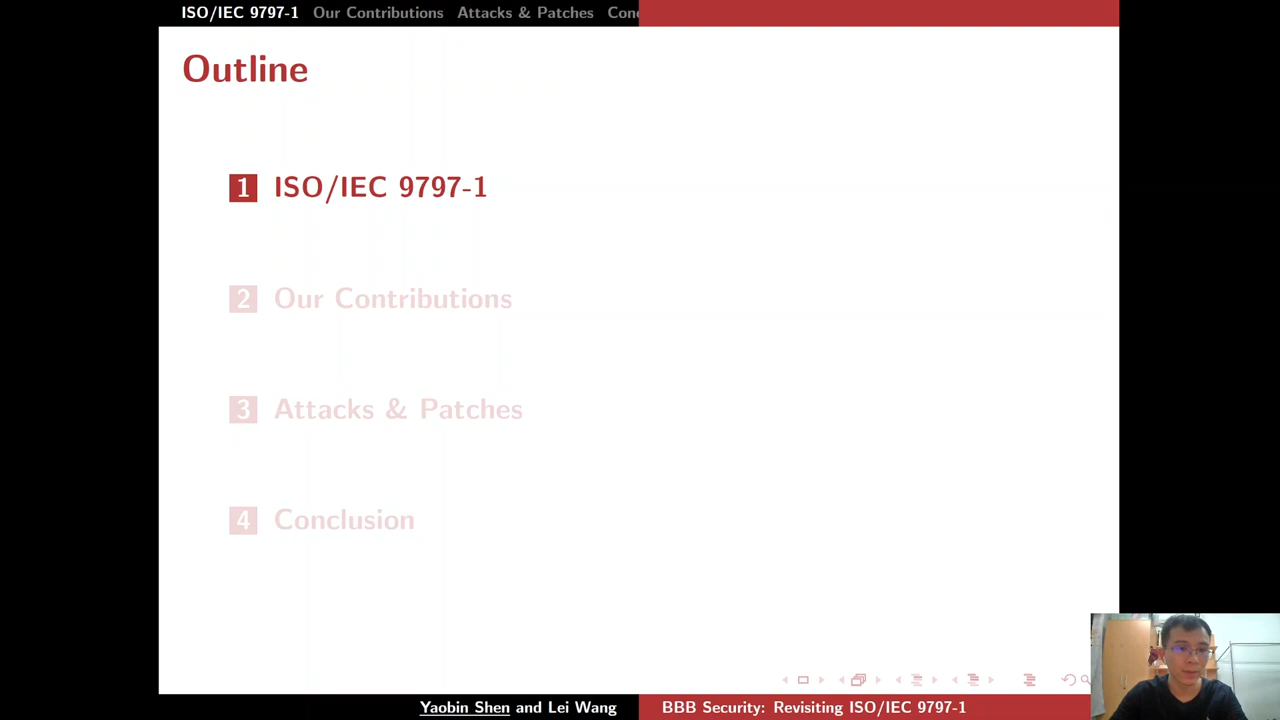 ISO/IEC 9797-1 Our Contributions Attacks & Patches
Outline
1 ISO/IEC 9797-1
2 Our Contributions
3 Attacks & Patches
4 Conclusion
Yaobin Shen and Lei Wang BBB Security: Revisiting ISO/IEC 9797-1